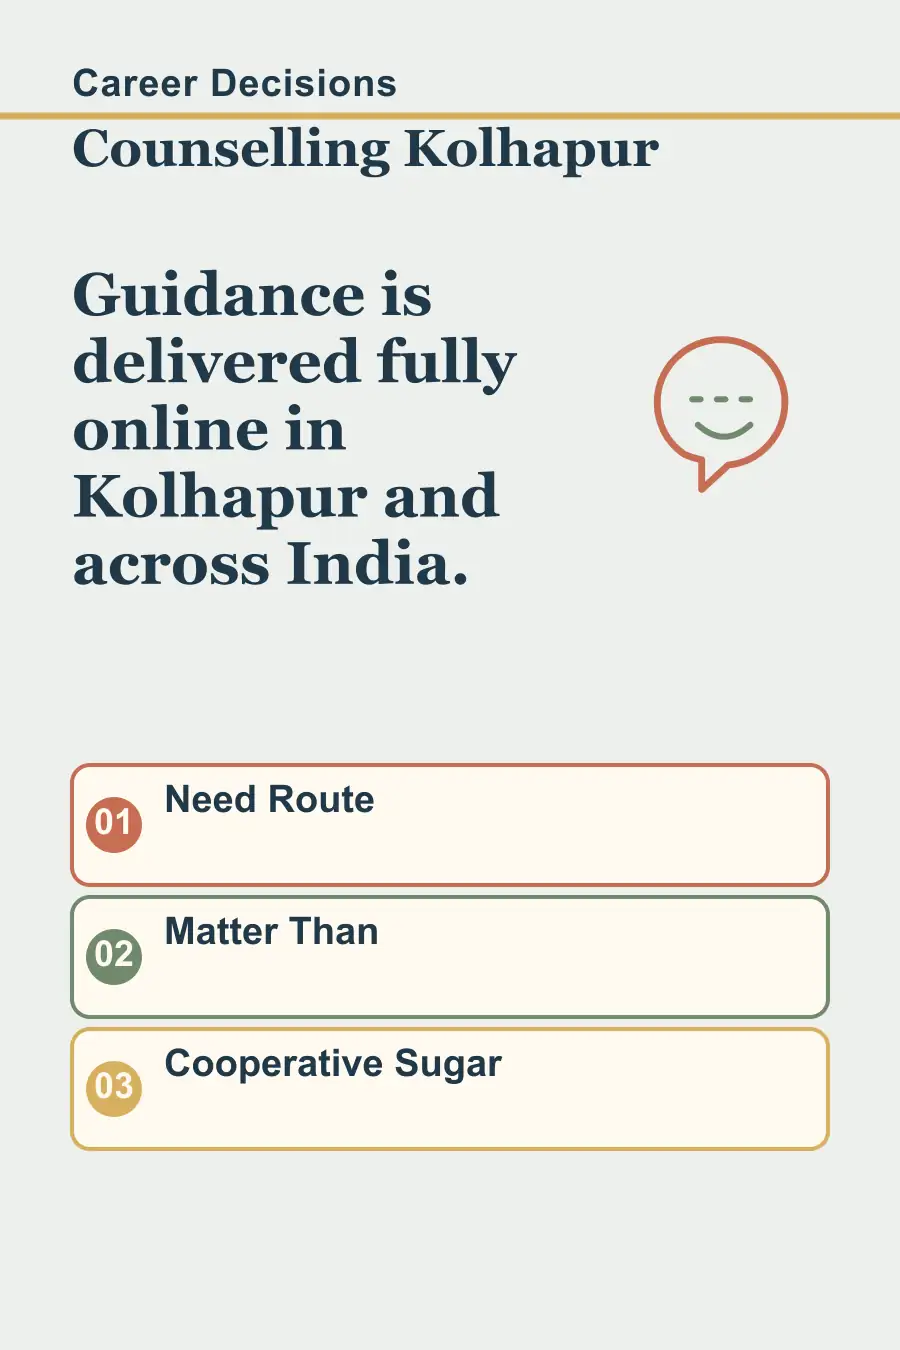 Career Decisions
Counselling Kolhapur
Guidance is
delivered fully
online in
Kolhapur and
across India.
01
Need Route
02
Matter Than
03
Cooperative Sugar